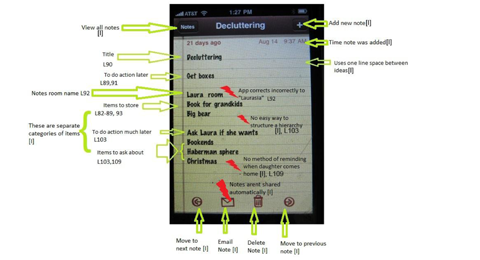 AT&T 1:27 PM
View all notes
[I]
Notes
Decluttering
+
Add new note[I]
21 days ago
Aug 14 9:37 AM
Time note was added[I]
Title
L90
Decluttering
Uses one line space between
ideas[I]
To do action later
L89,91
Get boxes
Notes room name L92
Laura room
App corrects incorrectly to
"Laurasia" L92
Items to store
L82-89, 93
Book for grandkids
Big bear
No easy way to
structure a hierarchy
[I], L103
These are separate
categories of items
[I]
To do action much later
L103
Ask Laura if she wants
Items to ask about
L103,109
Bookends
Haberman sphere
Christmas
No method of reminding
when daughter comes
home [I], L109
Notes arent shared
automatically [I]
Move to
next note [I]
Email
Note [I]
Delete
Note [I]
Move to previous
note [I]